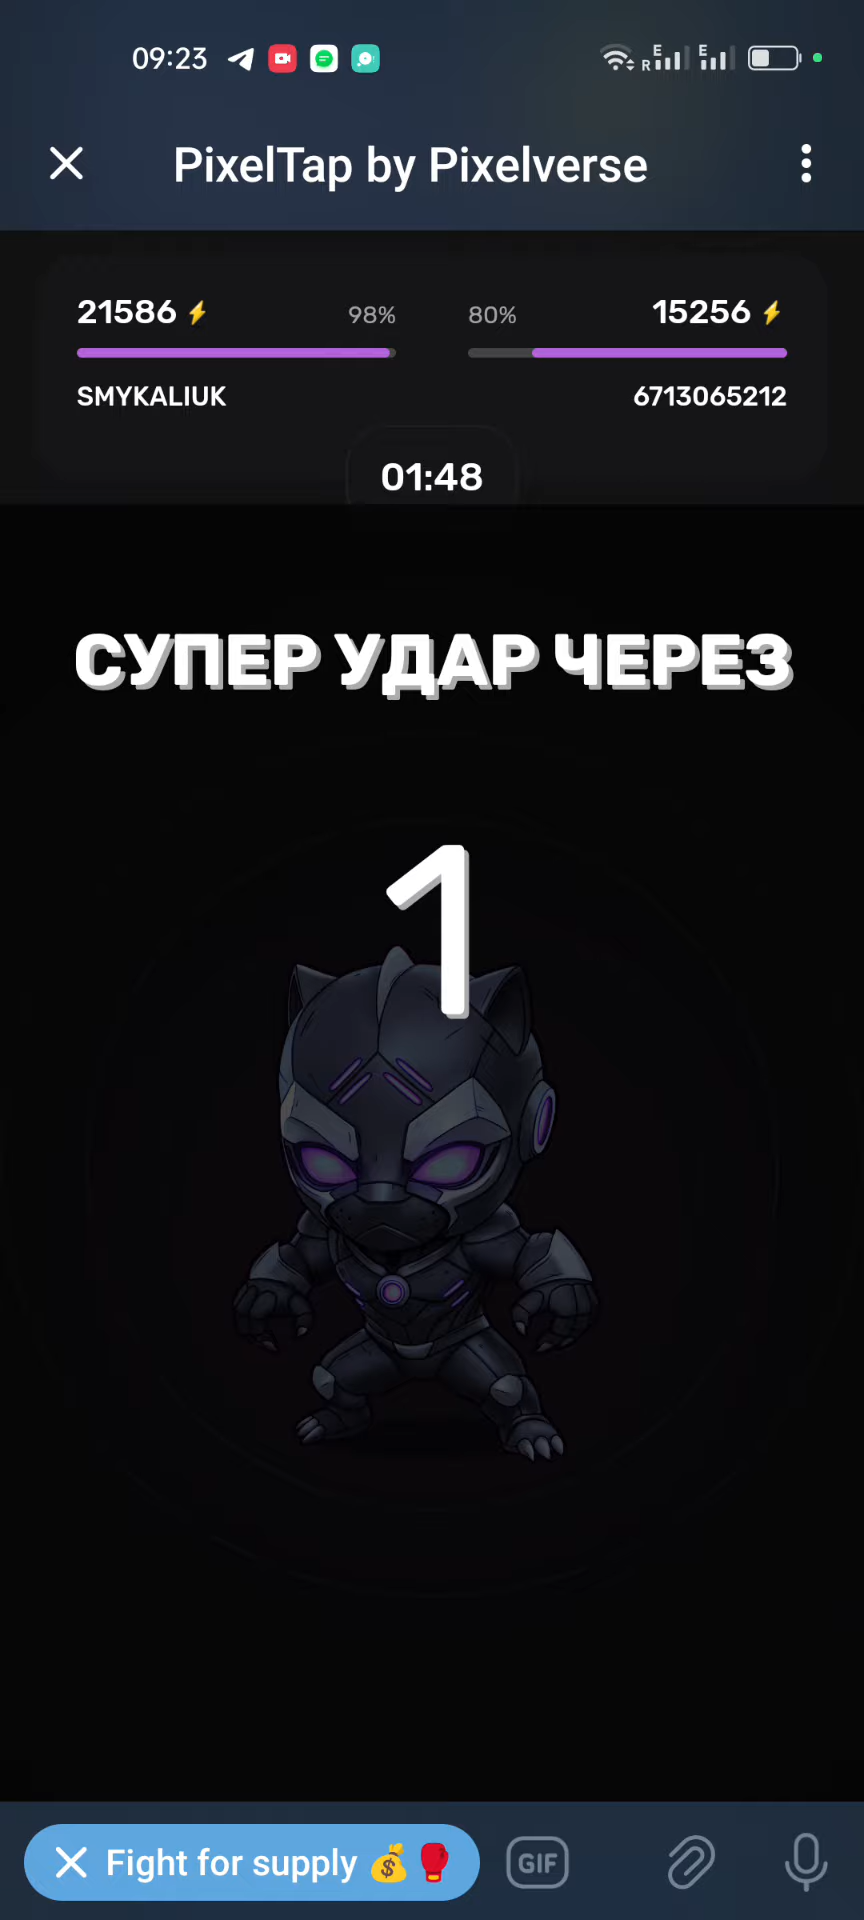 09:23
R E E
PixelTap by Pixelverse
21586 98% 80% 15256
SMYKALIUK 6713065212
01:48
СУПЕР УДАР ЧЕРЕЗ
1
Fight for supply 💰🥊 GIF